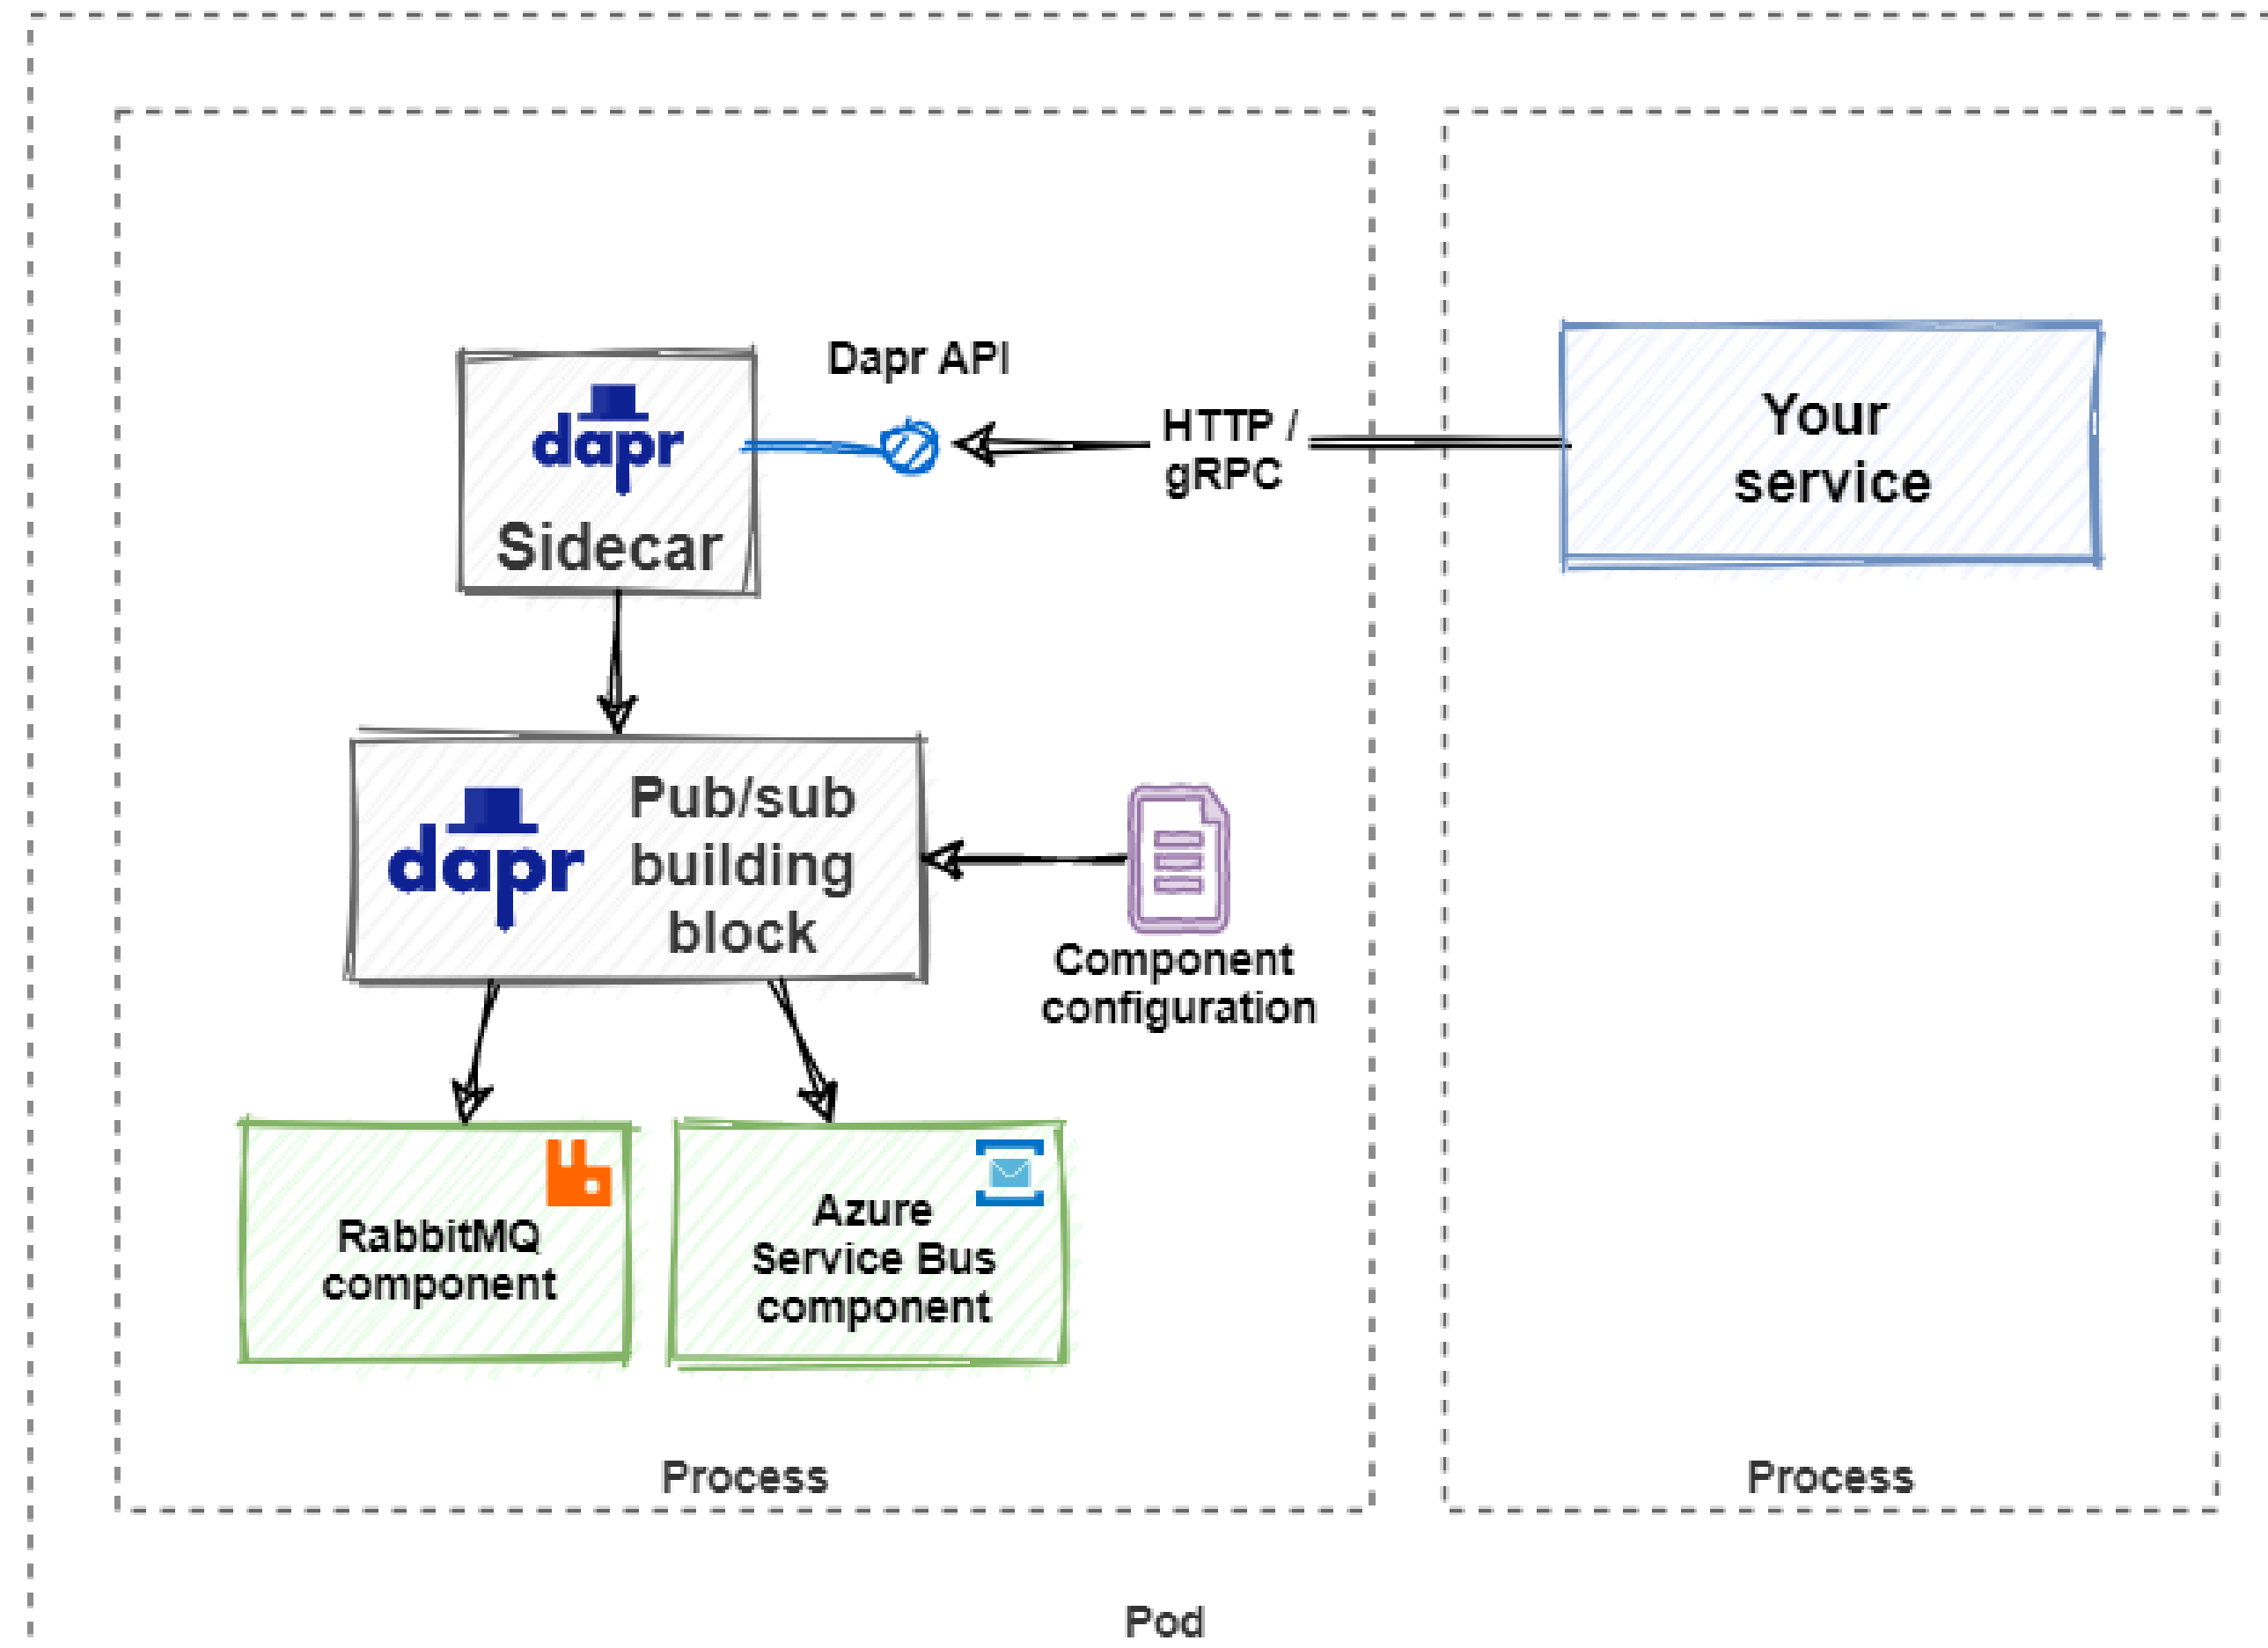 Dapr API
HTTP /
gRPC
Your
service
dapr
Sidecar
dapr
Pub/sub
building
block
Component
configuration
RabbitMQ
component
Azure
Service Bus
component
Process
Process
Pod